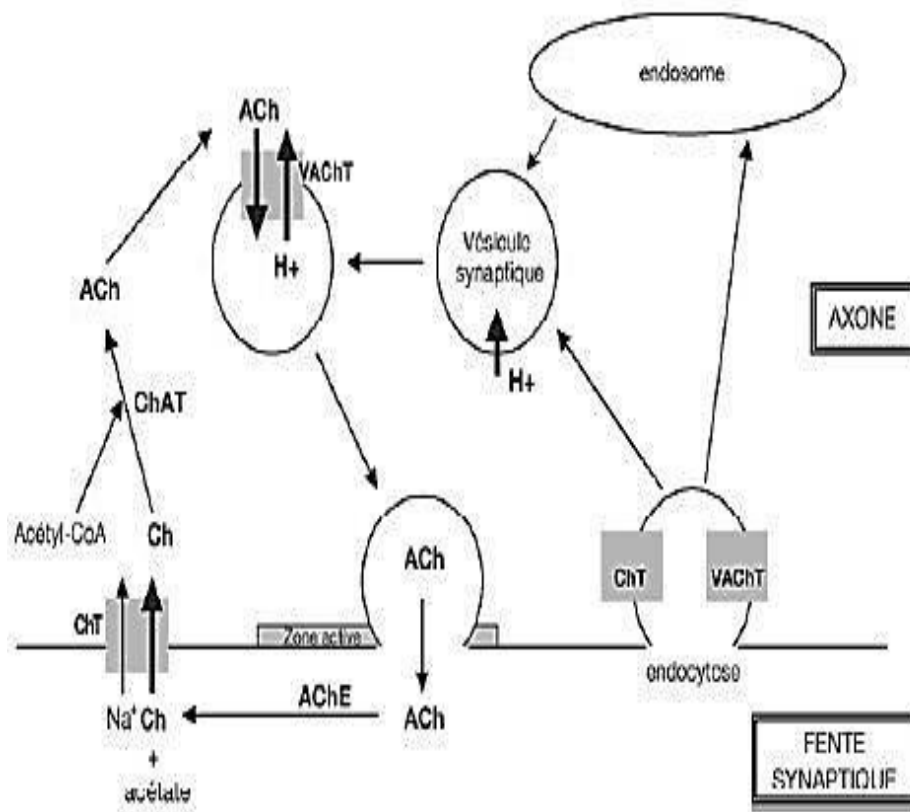 endosome
ACh
VAChT
H+
Vésicule
synaptique
H+
AXONE
ACh
ChAT
Acétyl-CoA
Ch
ChT
ACh
ChT
VAChT
Zone active
endocytose
Na+ Ch
+
acétate
AChE
ACh
FENTE
SYNAPTIQUE